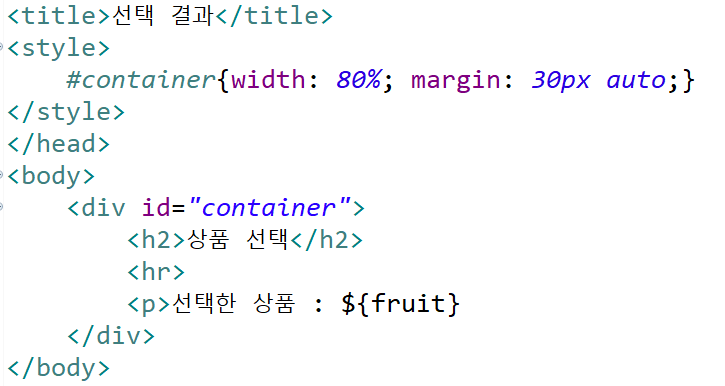 <title>선택 결과</title>
<style>
#container{width: 80%; margin: 30px auto;}
</style>
</head>
<body>
<div id="container">
<h2>상품 선택</h2>
<hr>
<p>선택한 상품 : ${fruit}
</div>
</body>